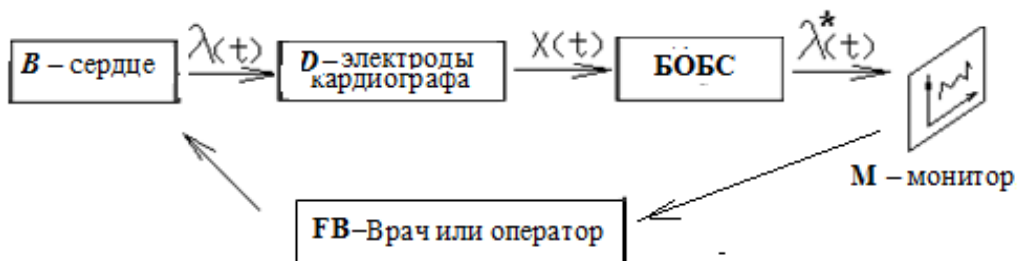 B – сердце
λ(t)
D – электроды
кардиографа
X(t)
БОБС
λ*(t)
М – монитор
FB–Врач или оператор